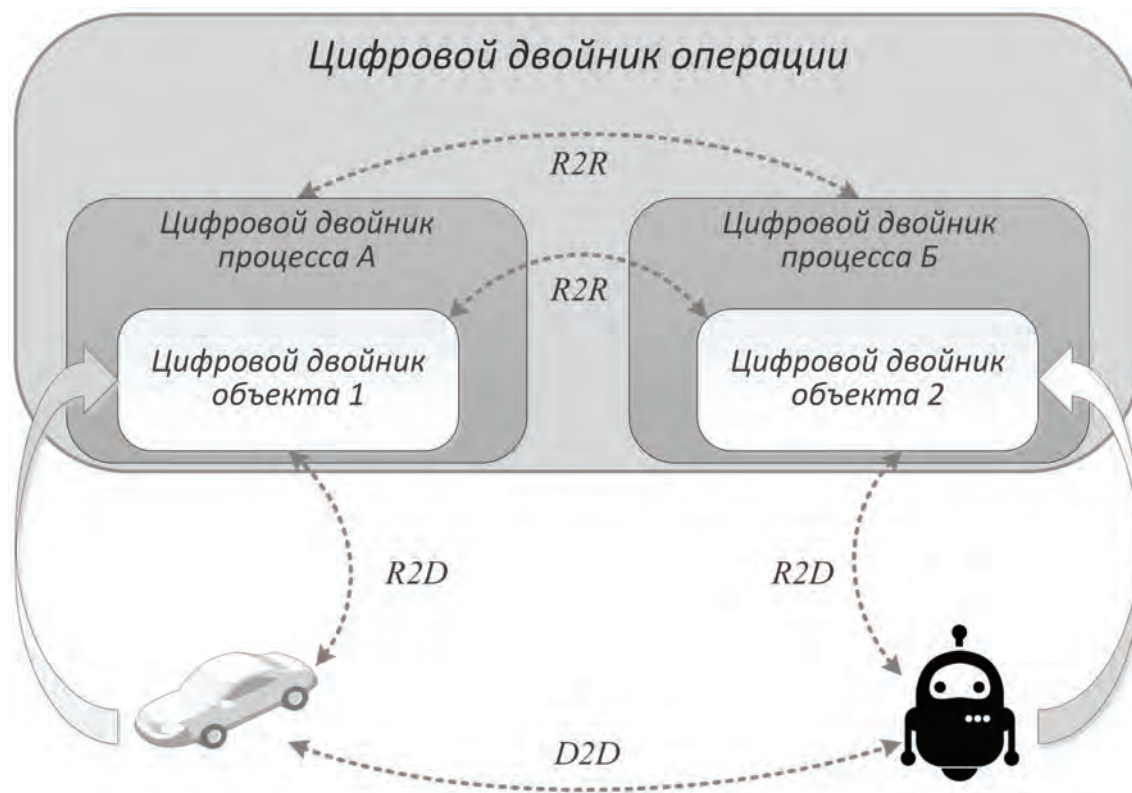 Цифровой двойник операции
R2R
Цифровой двойник
процесса А
Цифровой двойник
процесса Б
R2R
Цифровой двойник
объекта 1
Цифровой двойник
объекта 2
R2D
R2D
D2D